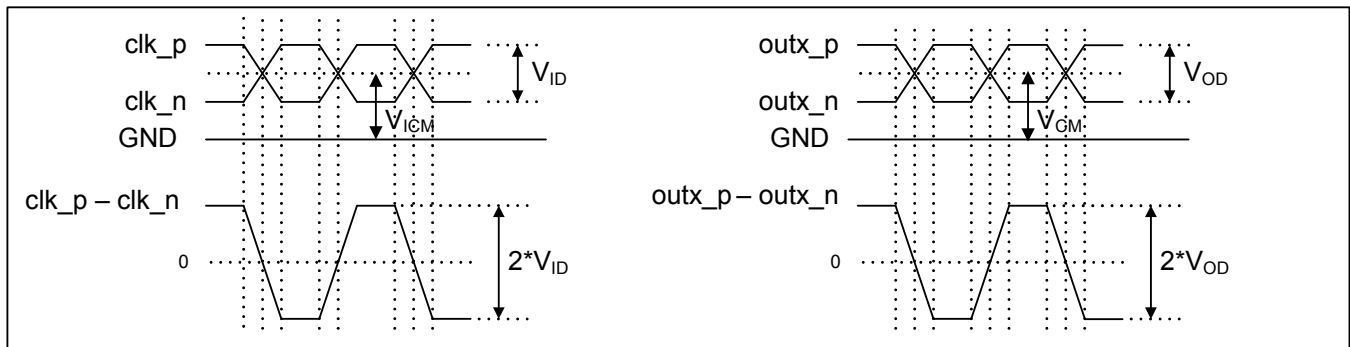 clk_p
V_ID
clk_n
V_ICM
GND
clk_p – clk_n
0
2*V_ID
outx_p
V_OD
outx_n
V_CM
GND
outx_p – outx_n
0
2*V_OD